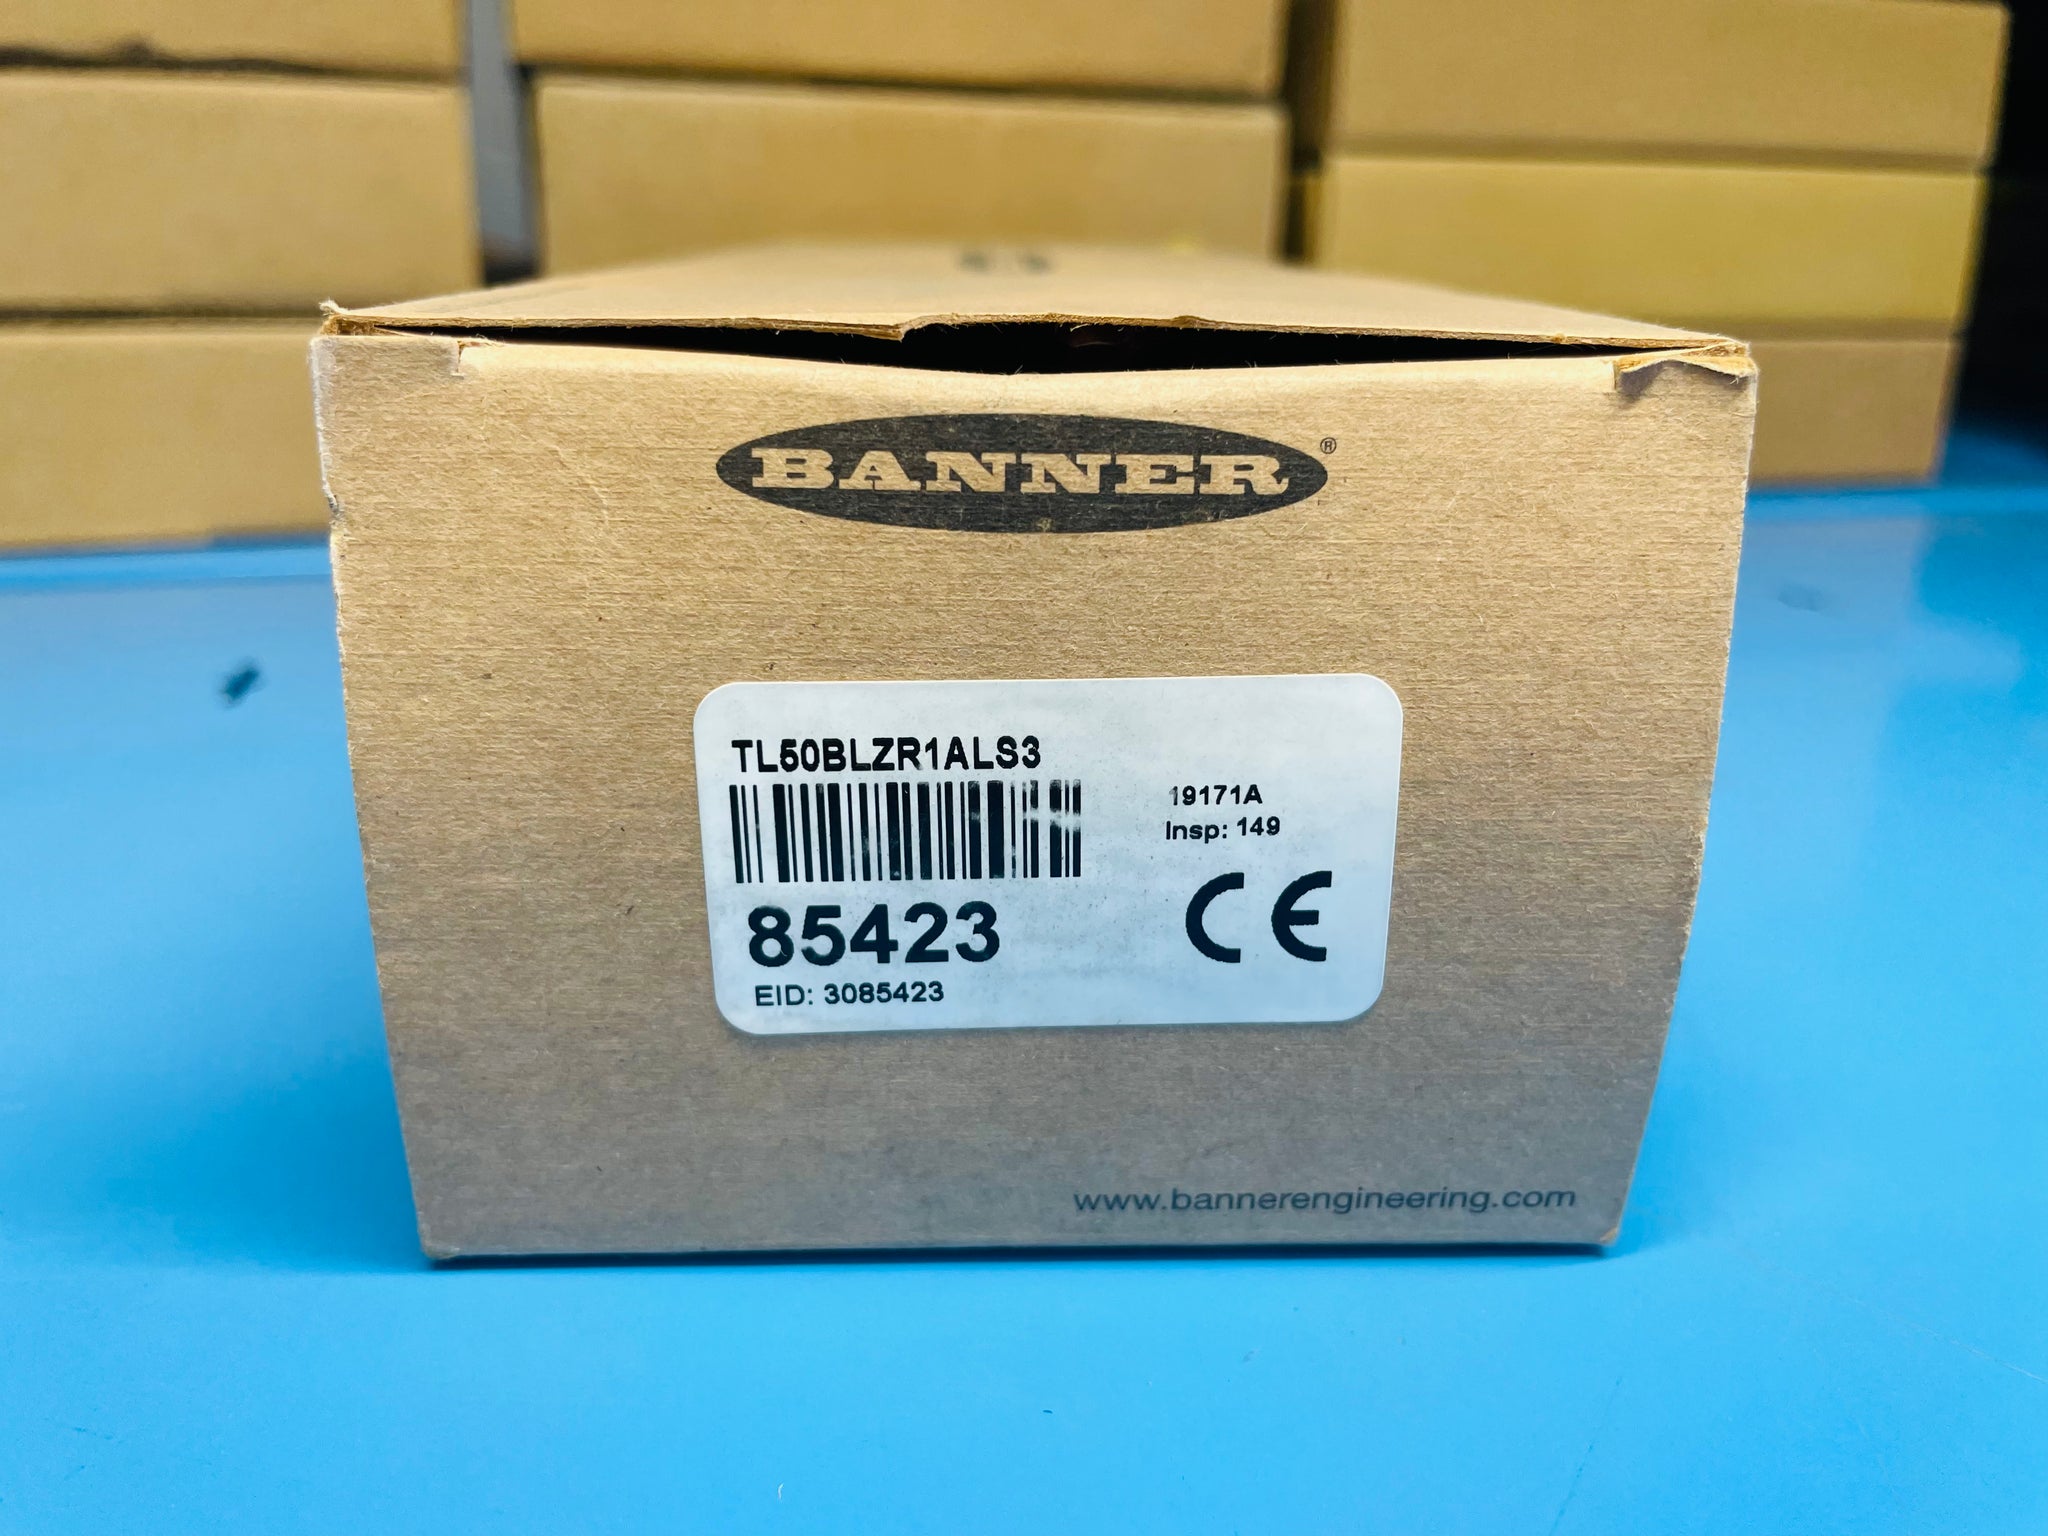 BANNER®
TL50BLZR1ALS3
19171A
Insp: 149
85423
CE
EID: 3085423
www.bannerengineering.com